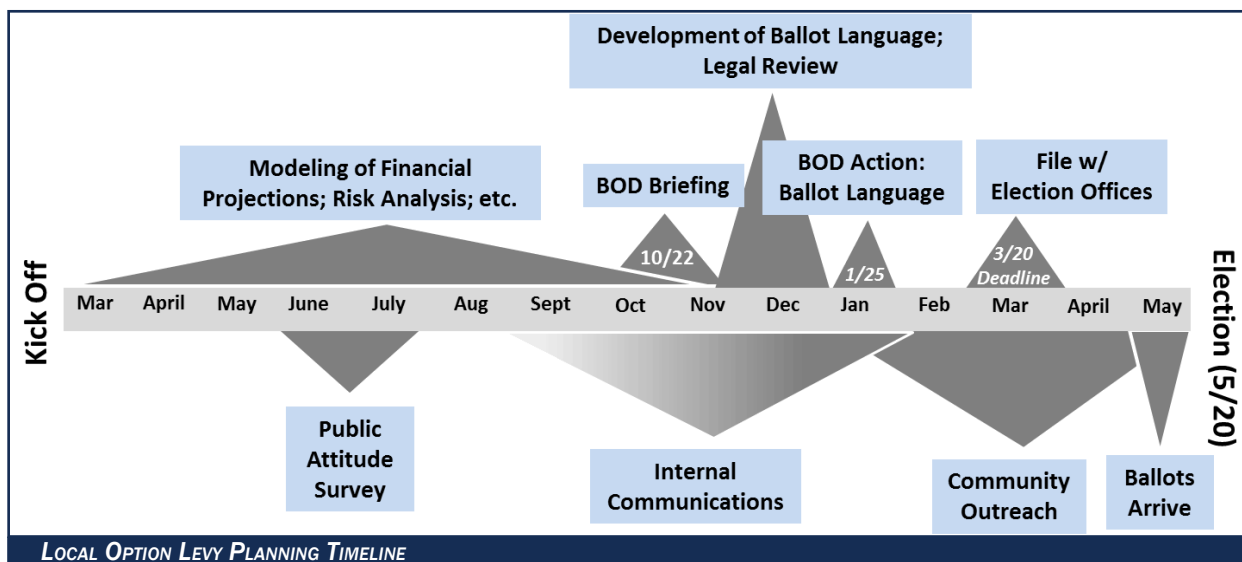 Development of Ballot Language;
Legal Review
Modeling of Financial
Projections; Risk Analysis; etc.
BOD Briefing
BOD Action:
Ballot Language
File w/
Election Offices
10/22
1/25
3/20
Deadline
Kick Off
Mar April May June July Aug Sept Oct Nov Dec Jan Feb Mar April May
Election (5/20)
Public
Attitude
Survey
Internal
Communications
Community
Outreach
Ballots
Arrive
LOCAL OPTION LEVY PLANNING TIMELINE